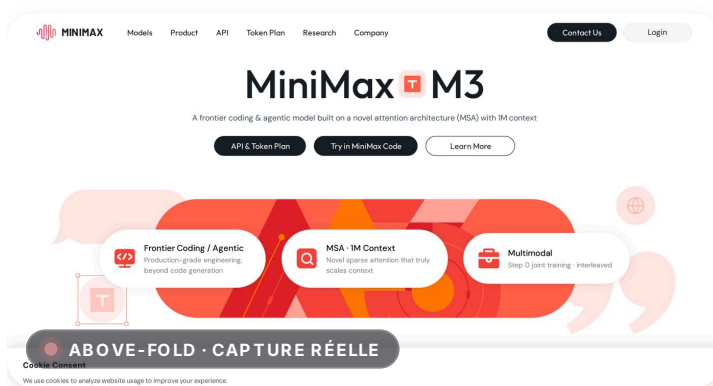 MINIMAX Models Product API Token Plan Research Company Contact Us Login
MiniMax T M3
A frontier coding & agentic model built on a novel attention architecture (MSA) with 1M context
API & Token Plan Try in MiniMax Code Learn More
Frontier Coding / Agentic
Production-grade engineering,
beyond code generation
MSA · 1M Context
Novel sparse attention that truly
scales context
Multimodal
Step 0 joint training · interleaved
T
ABOVE-FOLD · CAPTURE RÉELLE
Cookie Consent
We use cookies to analyze website usage to improve your experience.